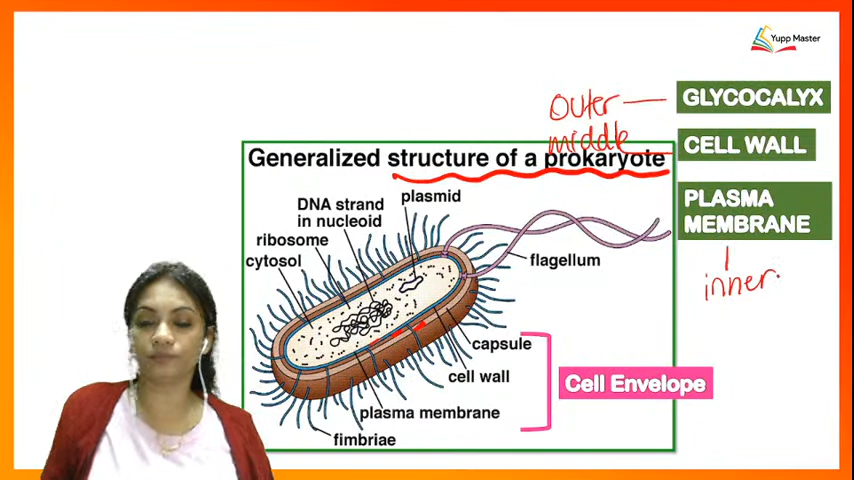 Yupp Master
Outer
GLYCOCALYX
middle
CELL WALL
Generalized structure of a prokaryote
PLASMA
MEMBRANE
inner.
plasmid
DNA strand
in nucleoid
ribosome
cytosol
flagellum
capsule
cell wall
Cell Envelope
plasma membrane
fimbriae